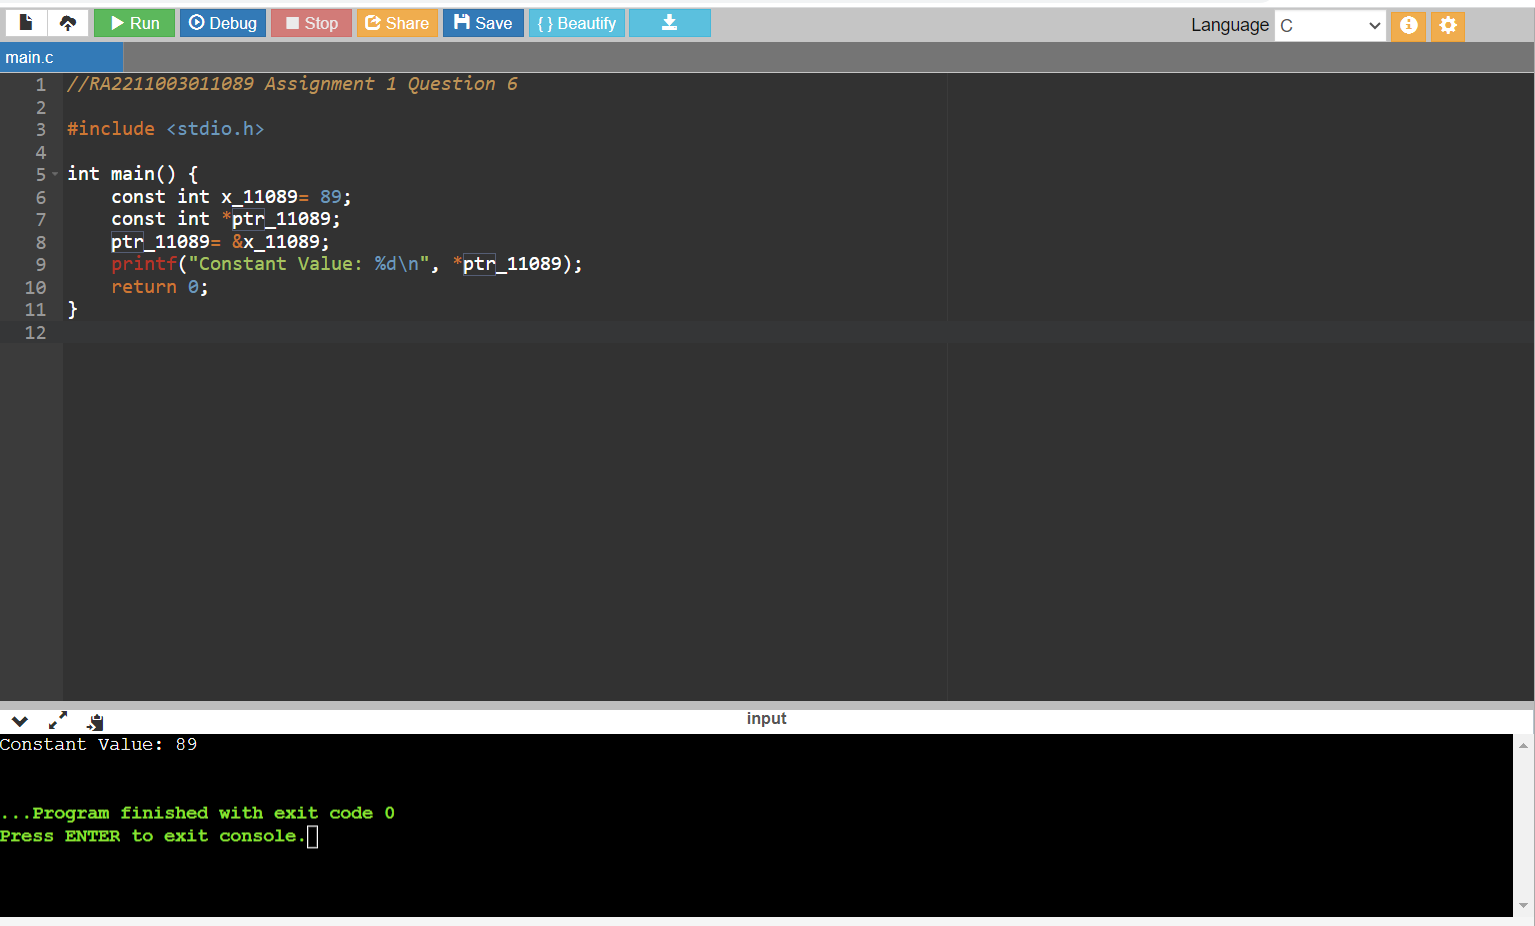 Run Debug Stop Share Save { } Beautify Language C
main.c
1 //RA2211003011089 Assignment 1 Question 6
2
3 #include <stdio.h>
4
5 int main() {
6     const int x_11089= 89;
7     const int *ptr_11089;
8     ptr_11089= &x_11089;
9     printf("Constant Value: %d\n", *ptr_11089);
10     return 0;
11 }
12
input
Constant Value: 89
...Program finished with exit code 0
Press ENTER to exit console.